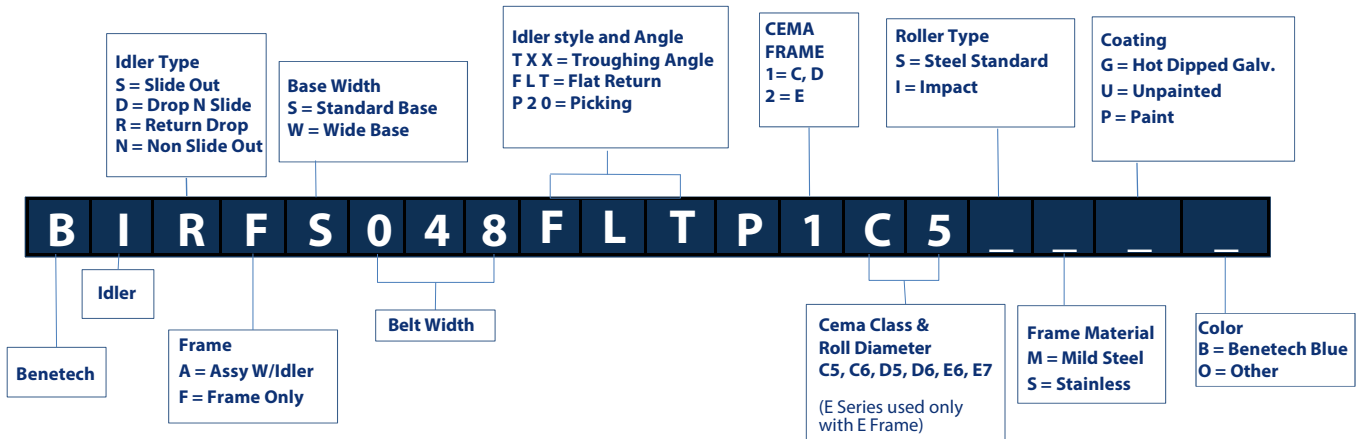 Idler Type
S = Slide Out
D = Drop N Slide
R = Return Drop
N = Non Slide Out
Base Width
S = Standard Base
W = Wide Base
Idler style and Angle
T X X = Troughing Angle
F L T = Flat Return
P 2 0 = Picking
CEMA
FRAME
1= C, D
2 = E
Roller Type
S = Steel Standard
I = Impact
Coating
G = Hot Dipped Galv.
U = Unpainted
P = Paint
B I R F S 0 4 8 F L T P 1 C 5 _ _ _ _
Benetech
Idler
Frame
A = Assy W/Idler
F = Frame Only
Belt Width
Cema Class &
Roll Diameter
C5, C6, D5, D6, E6, E7
(E Series used only
with E Frame)
Frame Material
M = Mild Steel
S = Stainless
Color
B = Benetech Blue
O = Other